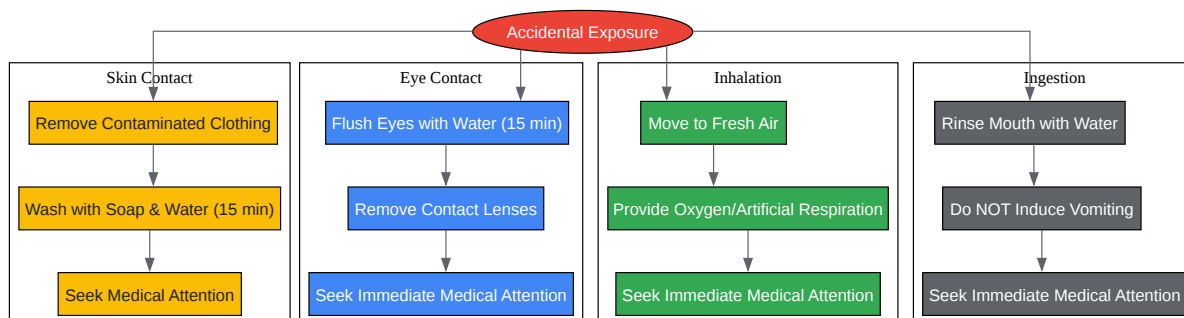 Accidental Exposure
Skin Contact
Remove Contaminated Clothing
Wash with Soap & Water (15 min)
Seek Medical Attention
Eye Contact
Flush Eyes with Water (15 min)
Remove Contact Lenses
Seek Immediate Medical Attention
Inhalation
Move to Fresh Air
Provide Oxygen/Artificial Respiration
Seek Immediate Medical Attention
Ingestion
Rinse Mouth with Water
Do NOT Induce Vomiting
Seek Immediate Medical Attention